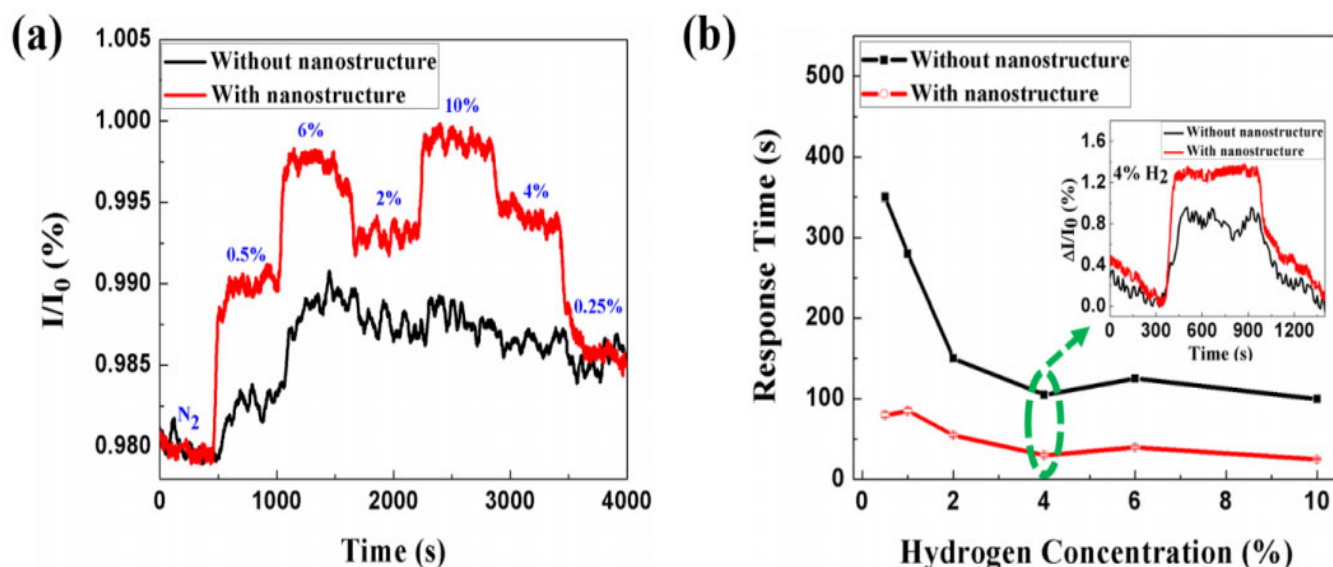 (a)
1.005
1.000
0.995
0.990
0.985
0.980
I/I0 (%)
Without nanostructure
With nanostructure
N2
0.5%
6%
2%
10%
4%
0.25%
0 1000 2000 3000 4000
Time (s)
(b)
500
400
300
200
100
0
Response Time (s)
Without nanostructure
With nanostructure
0 2 4 6 8 10
Hydrogen Concentration (%)
1.6
1.2
0.8
0.4
0.0
ΔI/I0 (%)
Without nanostructure
With nanostructure
4% H2
0 300 600 900 1200
Time (s)